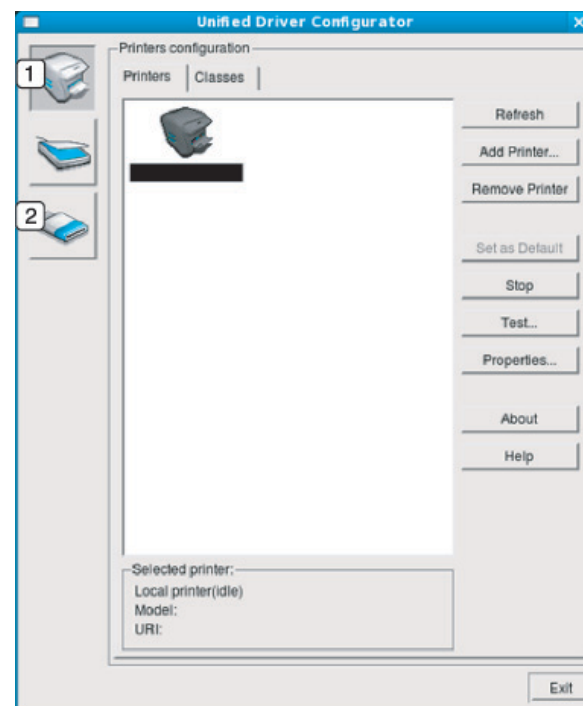 Unified Driver Configurator
1
2
Printers configuration
Printers Classes
Refresh
Add Printer...
Remove Printer
Set as Default
Stop
Test...
Properties...
About
Help
Selected printer:
Local printer(idle)
Model:
URI:
Exit